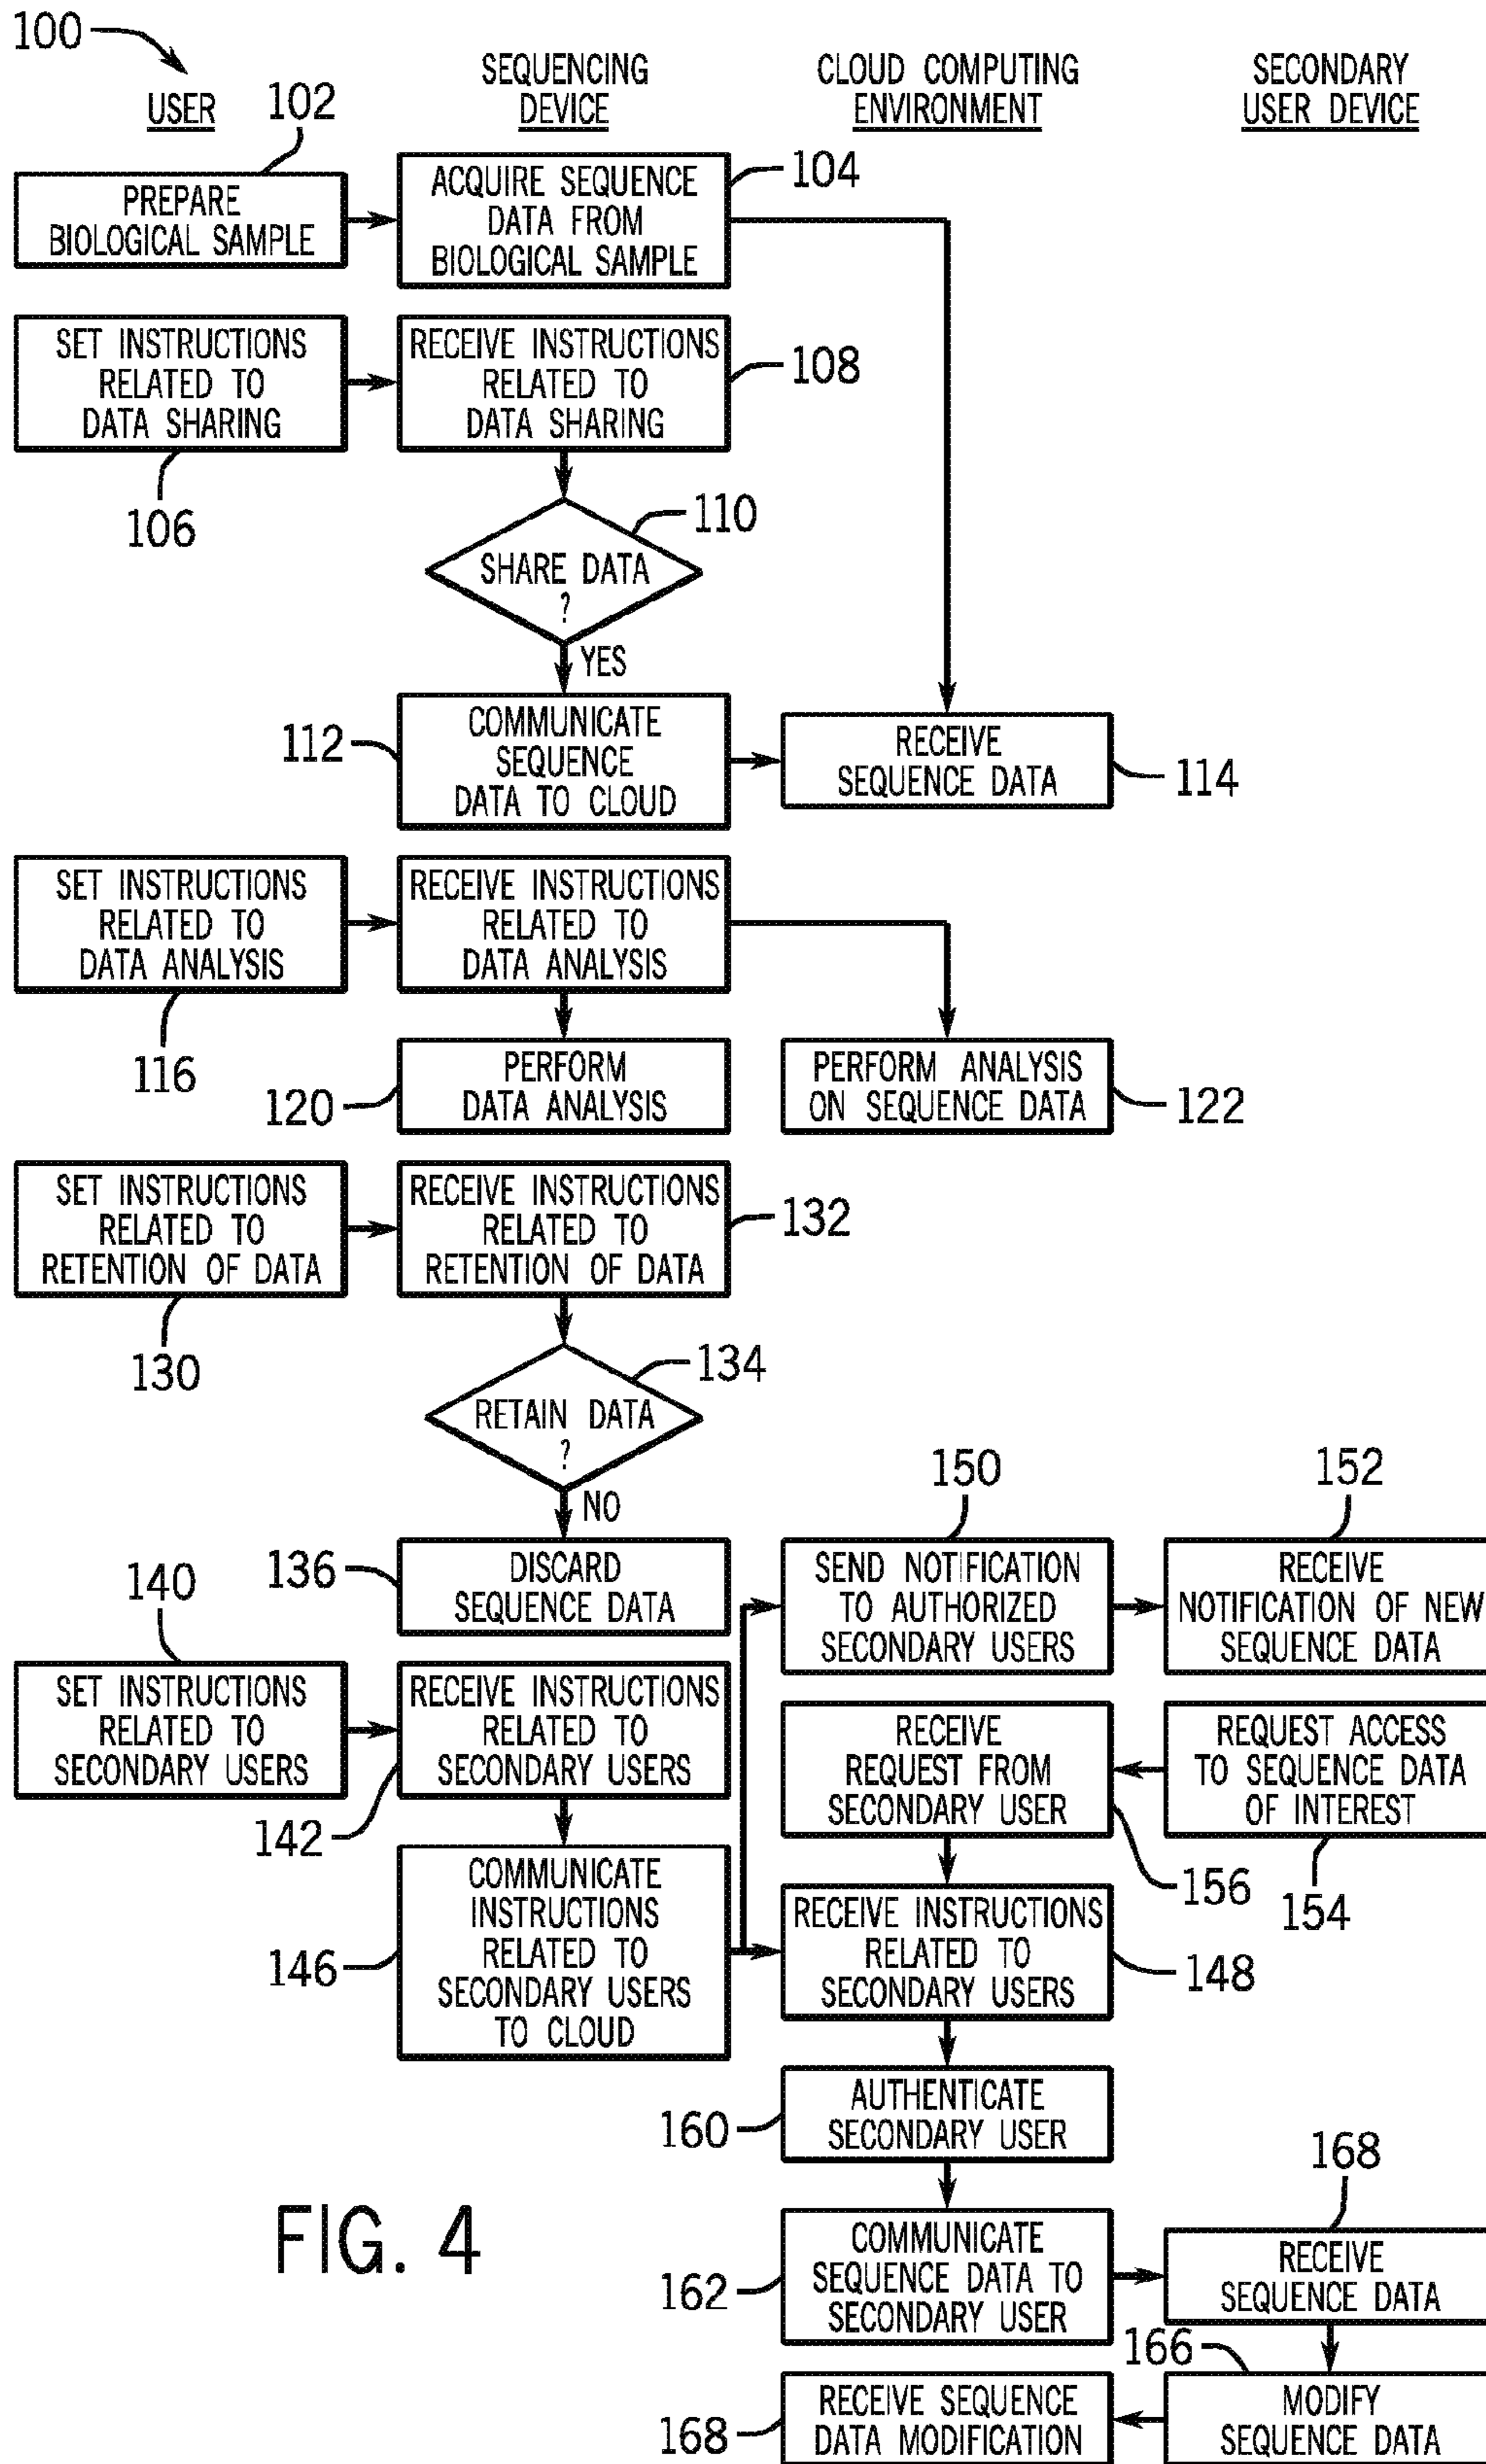 100
USER
SEQUENCING
DEVICE
CLOUD COMPUTING
ENVIRONMENT
SECONDARY
USER DEVICE
102
PREPARE
BIOLOGICAL SAMPLE
ACQUIRE SEQUENCE
DATA FROM
BIOLOGICAL SAMPLE
104
SET INSTRUCTIONS
RELATED TO
DATA SHARING
106
RECEIVE INSTRUCTIONS
RELATED TO
DATA SHARING
108
SHARE DATA
?
110
YES
112
COMMUNICATE
SEQUENCE
DATA TO CLOUD
RECEIVE
SEQUENCE DATA
114
SET INSTRUCTIONS
RELATED TO
DATA ANALYSIS
116
RECEIVE INSTRUCTIONS
RELATED TO
DATA ANALYSIS
120
PERFORM
DATA ANALYSIS
PERFORM ANALYSIS
ON SEQUENCE DATA
122
SET INSTRUCTIONS
RELATED TO
RETENTION OF DATA
130
RECEIVE INSTRUCTIONS
RELATED TO
RETENTION OF DATA
132
RETAIN DATA
?
134
NO
136
DISCARD
SEQUENCE DATA
150
SEND NOTIFICATION
TO AUTHORIZED
SECONDARY USERS
152
RECEIVE
NOTIFICATION OF NEW
SEQUENCE DATA
140
SET INSTRUCTIONS
RELATED TO
SECONDARY USERS
RECEIVE INSTRUCTIONS
RELATED TO
SECONDARY USERS
142
RECEIVE
REQUEST FROM
SECONDARY USER
156
REQUEST ACCESS
TO SEQUENCE DATA
OF INTEREST
154
146
COMMUNICATE
INSTRUCTIONS
RELATED TO
SECONDARY USERS
TO CLOUD
RECEIVE INSTRUCTIONS
RELATED TO
SECONDARY USERS
148
160
AUTHENTICATE
SECONDARY USER
162
COMMUNICATE
SEQUENCE DATA TO
SECONDARY USER
168
RECEIVE
SEQUENCE DATA
166
MODIFY
SEQUENCE DATA
168
RECEIVE SEQUENCE
DATA MODIFICATION
FIG. 4